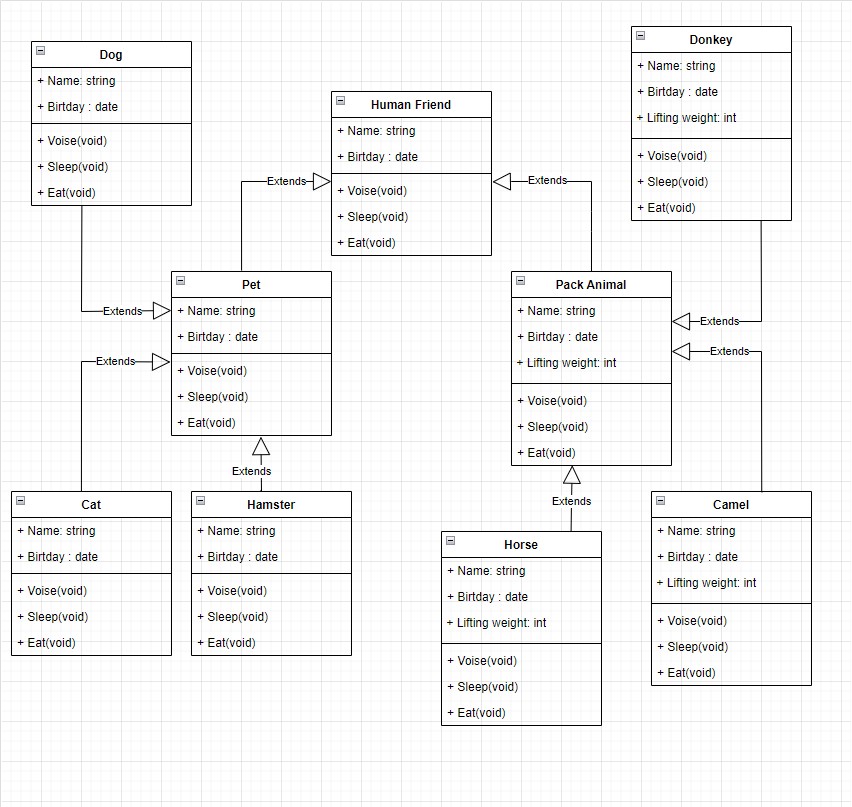 Dog
+ Name: string
+ Birtday : date
+ Voise(void)
+ Sleep(void)
+ Eat(void)
Human Friend
+ Name: string
+ Birtday : date
+ Voise(void)
+ Sleep(void)
+ Eat(void)
Donkey
+ Name: string
+ Birtday : date
+ Lifting weight: int
+ Voise(void)
+ Sleep(void)
+ Eat(void)
Extends
Extends
Pet
+ Name: string
+ Birtday : date
+ Voise(void)
+ Sleep(void)
+ Eat(void)
Pack Animal
+ Name: string
+ Birtday : date
+ Lifting weight: int
+ Voise(void)
+ Sleep(void)
+ Eat(void)
Extends
Extends
Extends
Extends
Extends
Extends
Cat
+ Name: string
+ Birtday : date
+ Voise(void)
+ Sleep(void)
+ Eat(void)
Hamster
+ Name: string
+ Birtday : date
+ Voise(void)
+ Sleep(void)
+ Eat(void)
Horse
+ Name: string
+ Birtday : date
+ Lifting weight: int
+ Voise(void)
+ Sleep(void)
+ Eat(void)
Camel
+ Name: string
+ Birtday : date
+ Lifting weight: int
+ Voise(void)
+ Sleep(void)
+ Eat(void)